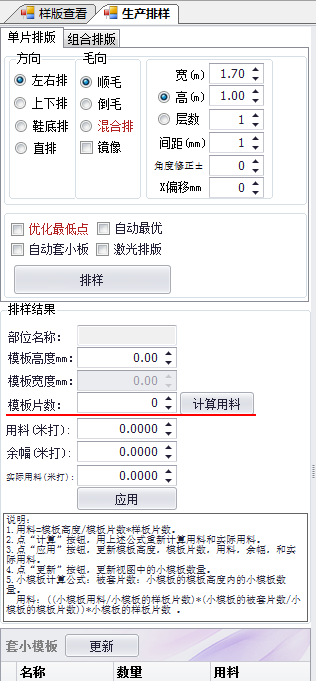 样版查看 生产排样
单片排版 组合排版
方向 毛向
左右排 顺毛 宽(m) 1.70
上下排 倒毛 高(m) 1.00
鞋底排 混合排 层数 1
直排 镜像 间距(mm) 1
角度修正± 0
X偏移mm 0
优化最低点 自动最优
自动套小板 激光排版
排样
排样结果
部位名称:
模板高度mm: 0.00
模板宽度mm: 0.00
模板片数: 0 计算用料
用料(米打): 0.0000
余幅(米打): 0.0000
实际用料(米打): 0.0000
应用
说明:
1.用料=模板高度/模板片数*样板片数。
2.点“计算”按钮,用上述公式重新计算用料和实际用料。
3.点“应用”按钮,更新模板高度,模板片数,用料,余幅,和实
际用料。
4.点“更新”按钮,更新视图中的小模板数量。
5.小模板计算公式: 被套片数: 小模板的模板高度内的小模板数
量。
用料: ((小模板用料/小模板的样板片数)*(小模板的被套片数/小
模板的模板片数))*小模板的样板片数 。
套小模板 更新
名称 数量 用料